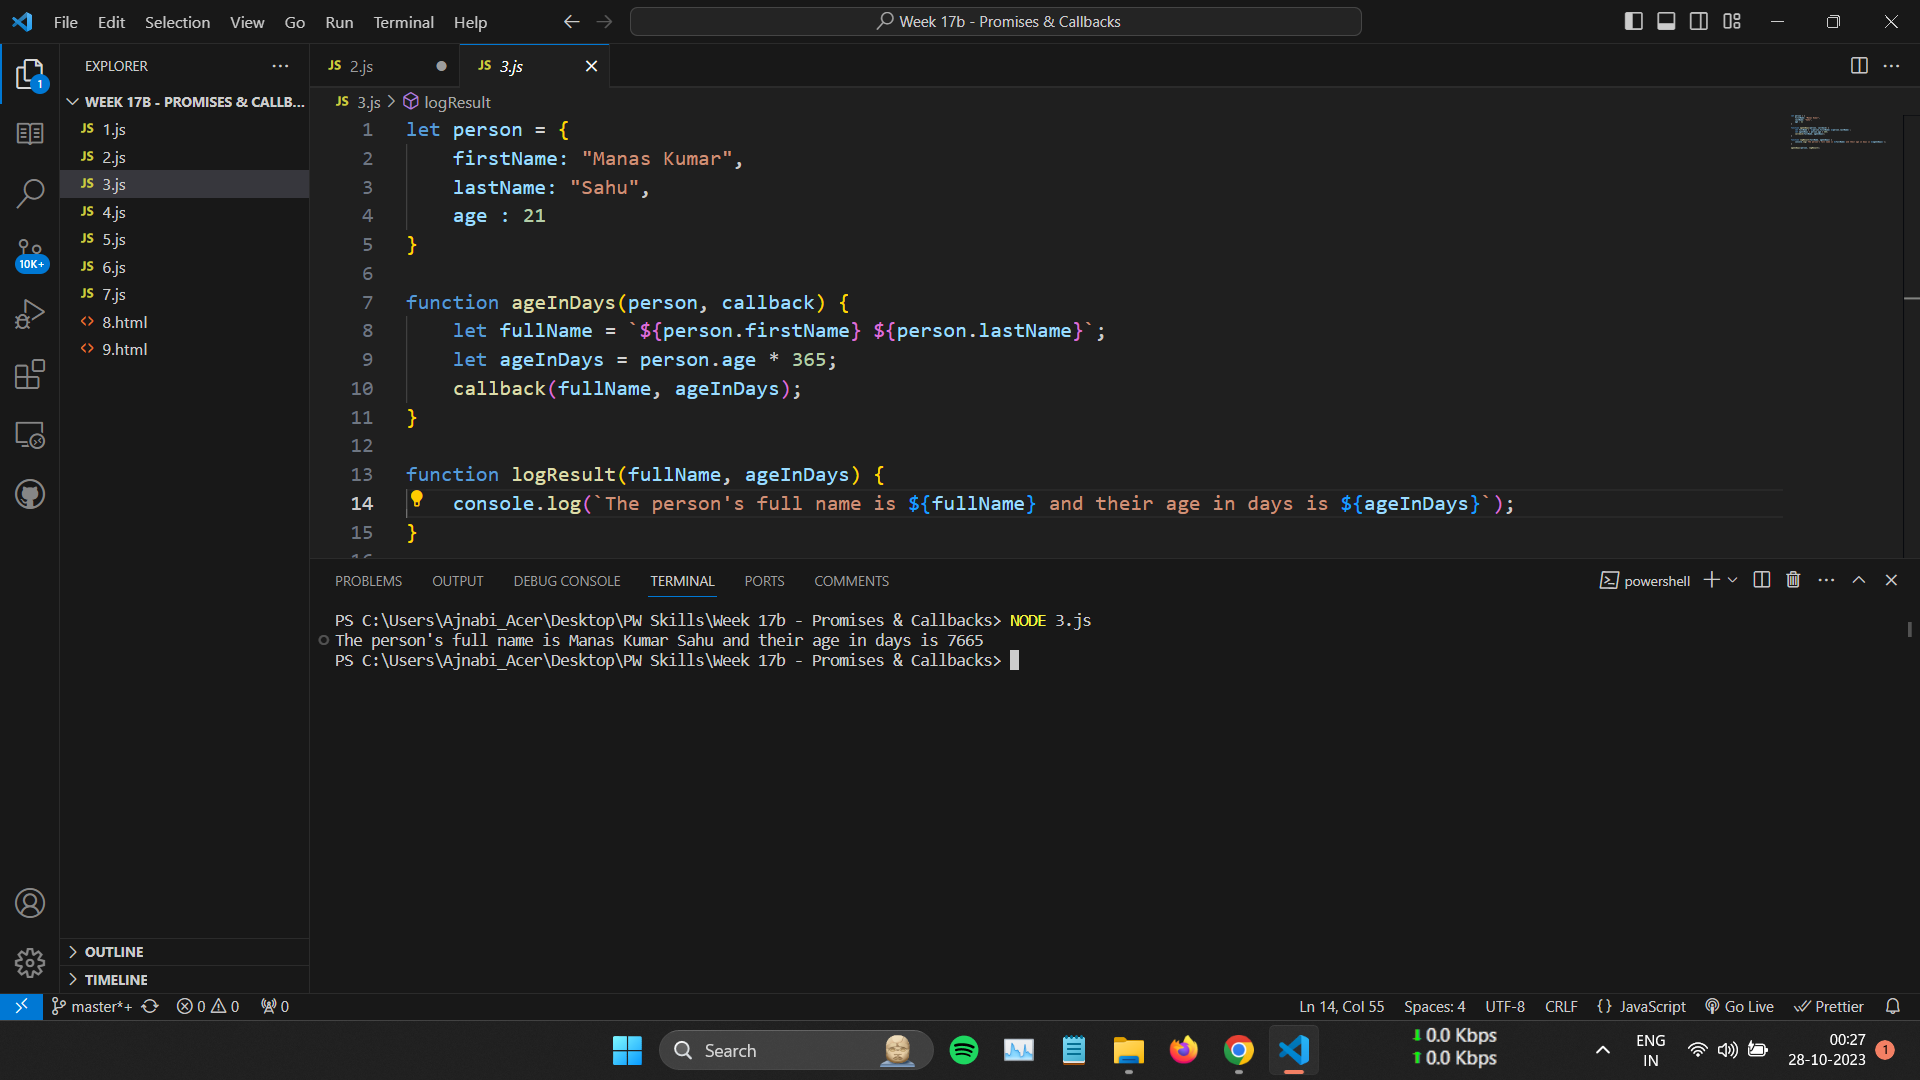 File Edit Selection View Go Run Terminal Help
Week 17b - Promises & Callbacks
EXPLORER
WEEK 17B - PROMISES & CALLB...
JS 1.js
JS 2.js
JS 3.js
JS 4.js
JS 5.js
JS 6.js
JS 7.js
<> 8.html
<> 9.html
OUTLINE
TIMELINE
1
10K+
JS 2.js
JS 3.js
JS 3.js > logResult
1 let person = {
2 firstName: "Manas Kumar",
3 lastName: "Sahu",
4 age : 21
5 }
6
7 function ageInDays(person, callback) {
8 let fullName = `${person.firstName} ${person.lastName}`;
9 let ageInDays = person.age * 365;
10 callback(fullName, ageInDays);
11 }
12
13 function logResult(fullName, ageInDays) {
14 console.log(`The person's full name is ${fullName} and their age in days is ${ageInDays}`);
15 }
PROBLEMS OUTPUT DEBUG CONSOLE TERMINAL PORTS COMMENTS
powershell
PS C:\Users\Ajnabi_Acer\Desktop\PW Skills\Week 17b - Promises & Callbacks> NODE 3.js
The person's full name is Manas Kumar Sahu and their age in days is 7665
PS C:\Users\Ajnabi_Acer\Desktop\PW Skills\Week 17b - Promises & Callbacks>
master*+ 0 0 0
Ln 14, Col 55 Spaces: 4 UTF-8 CRLF {} JavaScript Go Live Prettier
Search
0.0 Kbps
0.0 Kbps
ENG
IN
00:27
28-10-2023
1